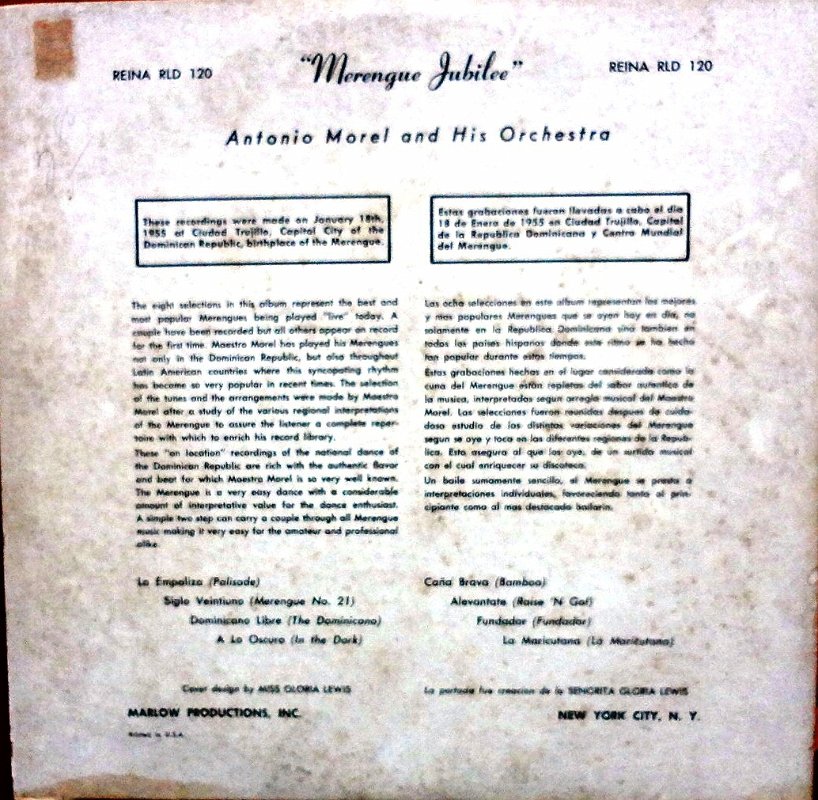 REINA RLD 120
"Merengue Jubilee"
REINA RLD 120
Antonio Morel and His Orchestra
These recordings were made on January 18th,
1955 at Ciudad Trujillo, Capital City of the
Dominican Republic, birthplace of the Merengue.
Estas grabaciones fueron llevadas a cabo el dia
18 de Enero de 1955 en Ciudad Trujillo, Capital
de la Republica Dominicana y Centro Mundial
del Merengue.
The eight selections in this album represent the best and
most popular Merengues being played "live" today. A
couple have been recorded but all others appear on record
for the first time. Maestro Morel has played his Merengues
not only in the Dominican Republic, but also throughout
Latin American countries where this syncopating rhythm
has become so very popular in recent times. The selection
of the tunes and the arrangements were made by Maestro
Morel after a study of the various regional interpretations
of the Merengue to assure the listener a complete reper-
toire with which to enrich his record library.
These "on location" recordings of the national dance of
the Dominican Republic are rich with the authentic flavor
and beat for which Maestro Morel is so very well known.
The Merengue is a very easy dance with a considerable
amount of interpretative value for the dance enthusiast.
A simple two step can carry a couple through all Merengue
music making it very easy for the amateur and professional
alike.
Las ocho selecciones en este album representan los mejores
y mas populares Merengues que se oyen hoy en dia, no
solamente en la Republica Dominicana sino tambien en
todos los paises hispanos donde este ritmo se ha hecho
tan popular durante estos tiempos.
Estas grabaciones hechas en el lugar considerado como la
cuna del Merengue estan repletas del sabor autentico de
la musica, interpretados segun arreglo musical del Maestro
Morel. Las selecciones fueron reunidas despues de cuida-
doso estudio de las distintas variaciones del Merengue
segun se oye y toca en las diferentes regiones de la Repub-
lica. Esto asegura al que los oye, de un surtido musical
con el cual enriquecer su discoteca.
Un baile sumamente sencillo, el Merengue se presta a
interpretaciones individuales, favoreciendo tanto al prin-
cipiante como al mas destacado bailarin.
La Empaliza (Palisade)
Siglo Veintiuno (Merengue No. 21)
Dominicano Libre (The Dominicano)
A Lo Oscuro (In the Dark)
Caña Brava (Bamboo)
Alevantate (Raise 'N Go!)
Fundador (Fundador)
La Maricutana (La Maricutana)
Cover design by MISS GLORIA LEWIS
La portada fue creacion de la SENORITA GLORIA LEWIS
MARLOW PRODUCTIONS, INC.
NEW YORK CITY, N. Y.
Printed in U.S.A.